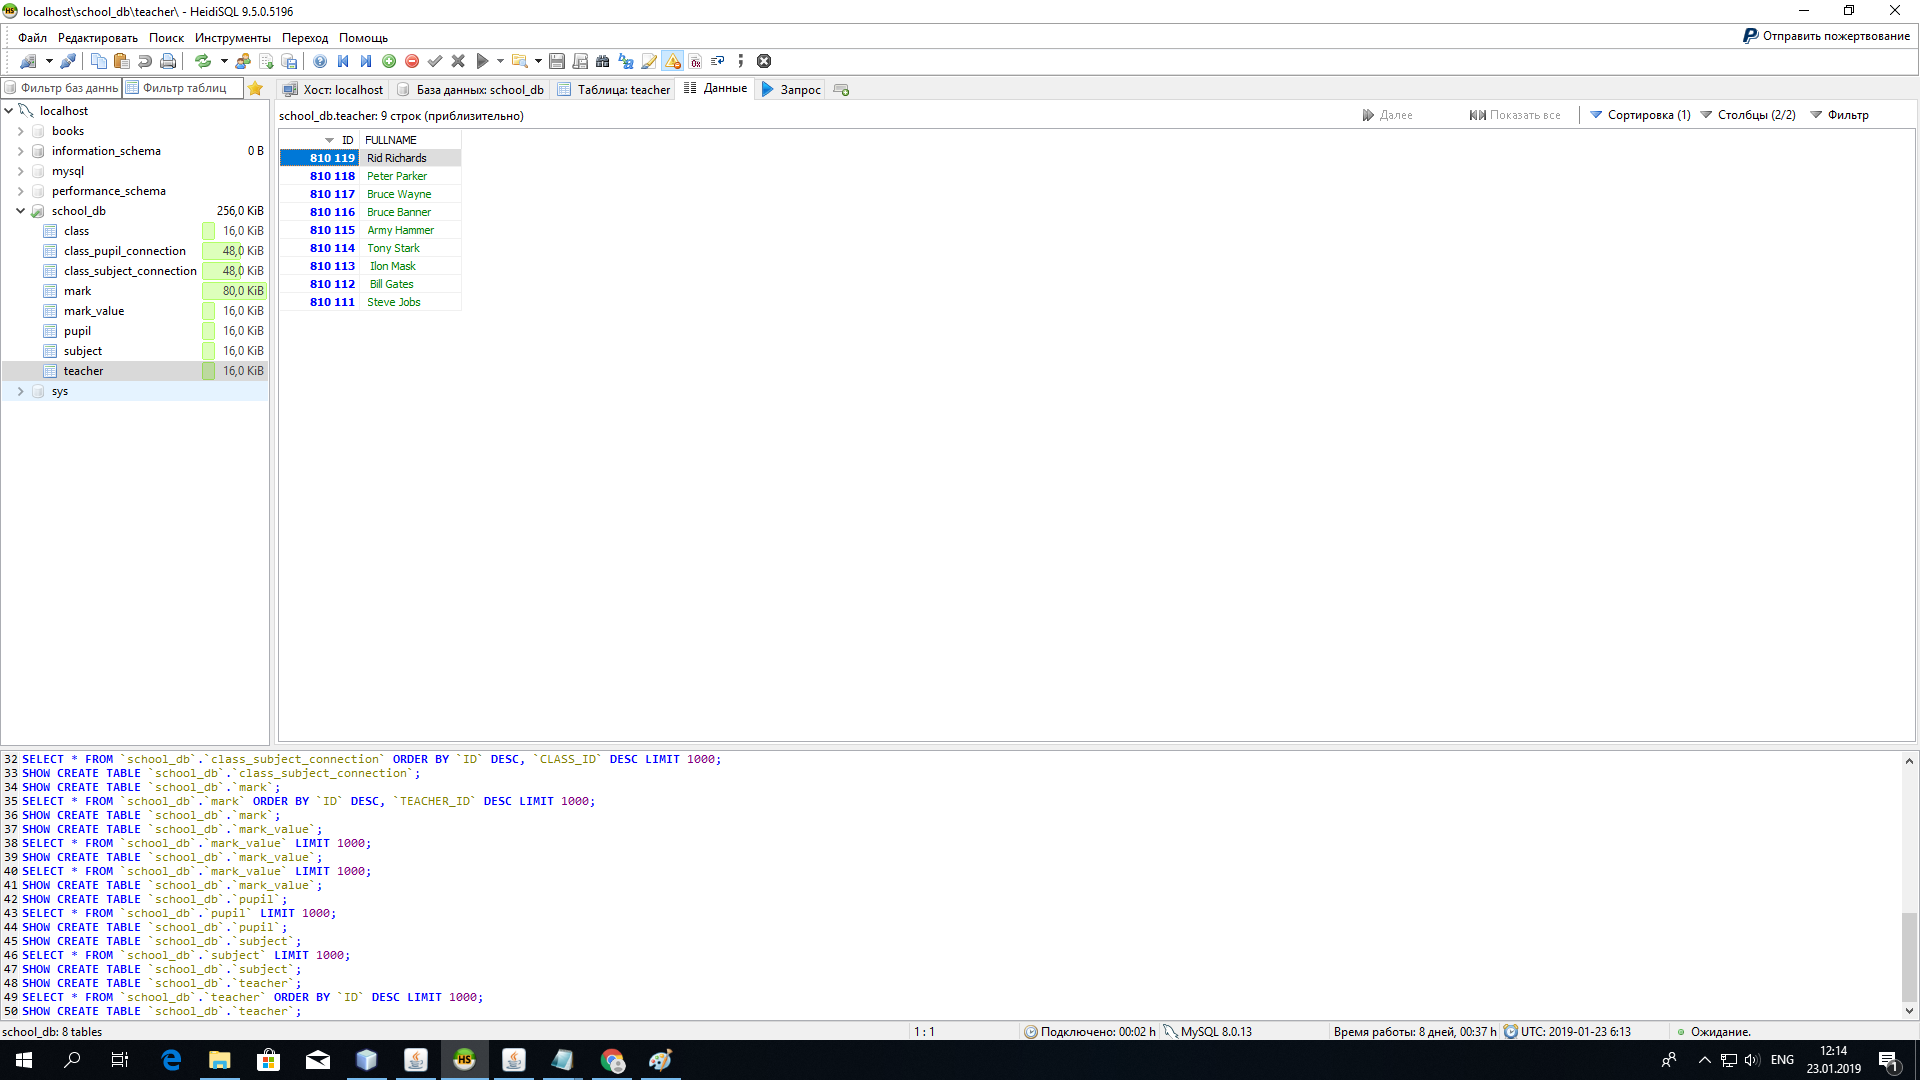 localhost\school_db\teacher\ - HeidiSQL 9.5.0.5196
Файл Редактировать Поиск Инструменты Переход Помощь
Отправить пожертвование
Фильтр баз даннь Фильтр таблиц
Хост: localhost База данных: school_db Таблица: teacher Данные Запрос
localhost
books
information_schema 0 B
mysql
performance_schema
school_db 256,0 KiB
class 16,0 KiB
class_pupil_connection 48,0 KiB
class_subject_connection 48,0 KiB
mark 80,0 KiB
mark_value 16,0 KiB
pupil 16,0 KiB
subject 16,0 KiB
teacher 16,0 KiB
sys
school_db.teacher: 9 строк (приблизительно) Далее Показать все Сортировка (1) Столбцы (2/2) Фильтр
ID FULLNAME
810 119 Rid Richards
810 118 Peter Parker
810 117 Bruce Wayne
810 116 Bruce Banner
810 115 Army Hammer
810 114 Tony Stark
810 113 Ilon Mask
810 112 Bill Gates
810 111 Steve Jobs
32 SELECT * FROM `school_db`.`class_subject_connection` ORDER BY `ID` DESC, `CLASS_ID` DESC LIMIT 1000;
33 SHOW CREATE TABLE `school_db`.`class_subject_connection`;
34 SHOW CREATE TABLE `school_db`.`mark`;
35 SELECT * FROM `school_db`.`mark` ORDER BY `ID` DESC, `TEACHER_ID` DESC LIMIT 1000;
36 SHOW CREATE TABLE `school_db`.`mark`;
37 SHOW CREATE TABLE `school_db`.`mark_value`;
38 SELECT * FROM `school_db`.`mark_value` LIMIT 1000;
39 SHOW CREATE TABLE `school_db`.`mark_value`;
40 SELECT * FROM `school_db`.`mark_value` LIMIT 1000;
41 SHOW CREATE TABLE `school_db`.`mark_value`;
42 SHOW CREATE TABLE `school_db`.`pupil`;
43 SELECT * FROM `school_db`.`pupil` LIMIT 1000;
44 SHOW CREATE TABLE `school_db`.`pupil`;
45 SHOW CREATE TABLE `school_db`.`subject`;
46 SELECT * FROM `school_db`.`subject` LIMIT 1000;
47 SHOW CREATE TABLE `school_db`.`subject`;
48 SHOW CREATE TABLE `school_db`.`teacher`;
49 SELECT * FROM `school_db`.`teacher` ORDER BY `ID` DESC LIMIT 1000;
50 SHOW CREATE TABLE `school_db`.`teacher`;
school_db: 8 tables 1 : 1 Подключено: 00:02 h MySQL 8.0.13 Время работы: 8 дней, 00:37 h UTC: 2019-01-23 6:13 Ожидание.
HS ENG 12:14
23.01.2019 1